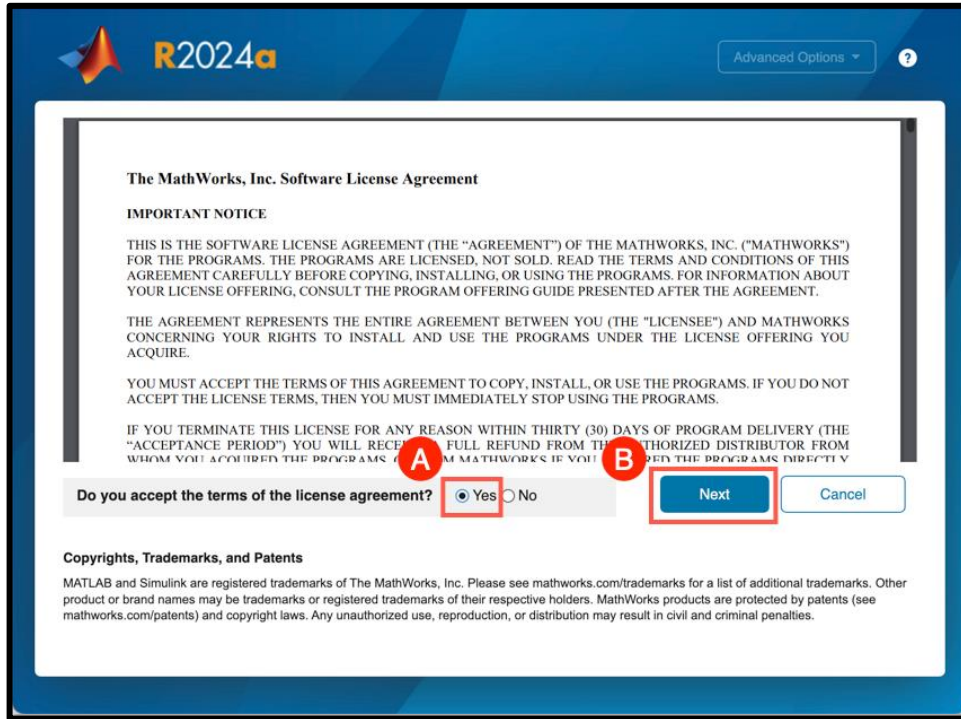 R2024a
Advanced Options
?
The MathWorks, Inc. Software License Agreement
IMPORTANT NOTICE
THIS IS THE SOFTWARE LICENSE AGREEMENT (THE “AGREEMENT”) OF THE MATHWORKS, INC. ("MATHWORKS")
FOR THE PROGRAMS. THE PROGRAMS ARE LICENSED, NOT SOLD. READ THE TERMS AND CONDITIONS OF THIS
AGREEMENT CAREFULLY BEFORE COPYING, INSTALLING, OR USING THE PROGRAMS. FOR INFORMATION ABOUT
YOUR LICENSE OFFERING, CONSULT THE PROGRAM OFFERING GUIDE PRESENTED AFTER THE AGREEMENT.
THE AGREEMENT REPRESENTS THE ENTIRE AGREEMENT BETWEEN YOU (THE "LICENSEE") AND MATHWORKS
CONCERNING YOUR RIGHTS TO INSTALL AND USE THE PROGRAMS UNDER THE LICENSE OFFERING YOU
ACQUIRE.
YOU MUST ACCEPT THE TERMS OF THIS AGREEMENT TO COPY, INSTALL, OR USE THE PROGRAMS. IF YOU DO NOT
ACCEPT THE LICENSE TERMS, THEN YOU MUST IMMEDIATELY STOP USING THE PROGRAMS.
IF YOU TERMINATE THIS LICENSE FOR ANY REASON WITHIN THIRTY (30) DAYS OF PROGRAM DELIVERY (THE
“ACCEPTANCE PERIOD”) YOU WILL FULL REFUND FROM DISTRIBUTOR FROM
WHOM YOU ACQUIRED THE PROGRAMS, MATHWORKS IF YOU THE PROGRAMS DIRECTLY
A
B
Do you accept the terms of the license agreement? Yes No
Next
Cancel
Copyrights, Trademarks, and Patents
MATLAB and Simulink are registered trademarks of The MathWorks, Inc. Please see mathworks.com/trademarks for a list of additional trademarks. Other
product or brand names may be trademarks or registered trademarks of their respective holders. MathWorks products are protected by patents (see
mathworks.com/patents) and copyright laws. Any unauthorized use, reproduction, or distribution may result in civil and criminal penalties.